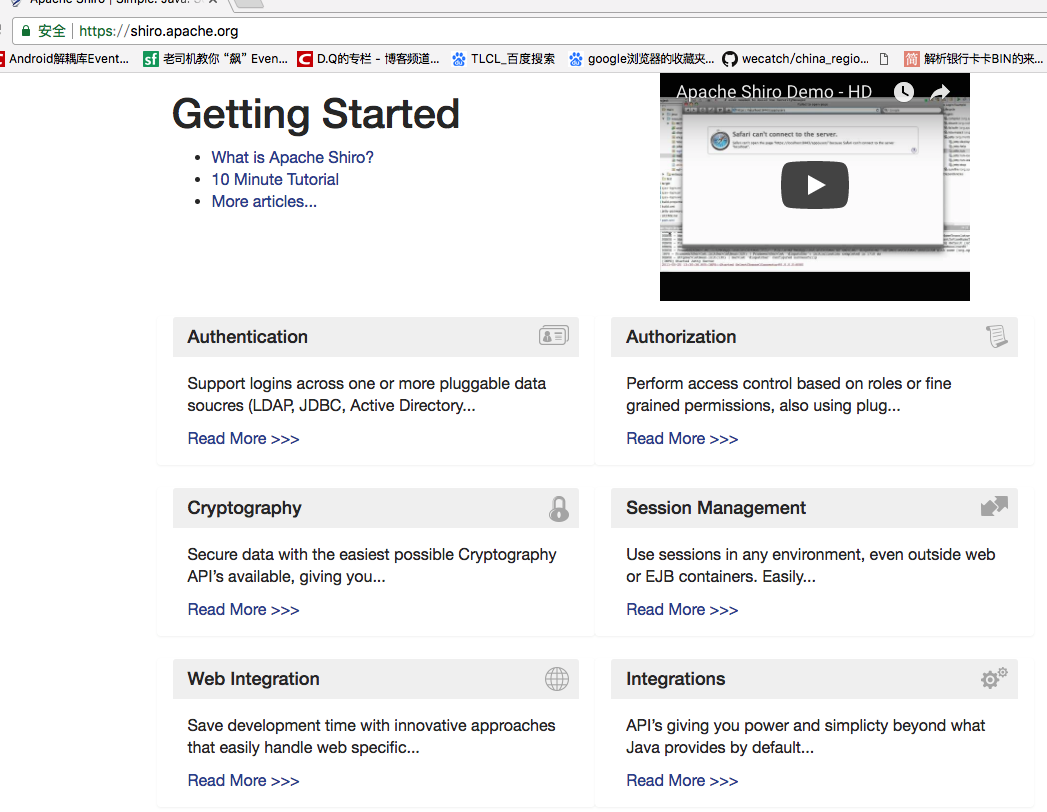 Apache Shiro | Simple. Java. S
安全 https://shiro.apache.org
Android解耦库Event... 老司机教你“飙”Even... D.Q的专栏 - 博客频道... TLCL_百度搜索 google浏览器的收藏夹... wecatch/china_regio... 解析银行卡卡BIN的来...
Getting Started
What is Apache Shiro?
10 Minute Tutorial
More articles...
Apache Shiro Demo - HD
Safari can't connect to the server.
Authentication
Support logins across one or more pluggable data
soucres (LDAP, JDBC, Active Directory...
Read More >>>
Authorization
Perform access control based on roles or fine
grained permissions, also using plug...
Read More >>>
Cryptography
Secure data with the easiest possible Cryptography
API’s available, giving you...
Read More >>>
Session Management
Use sessions in any environment, even outside web
or EJB containers. Easily...
Read More >>>
Web Integration
Save development time with innovative approaches
that easily handle web specific...
Read More >>>
Integrations
API’s giving you power and simplicty beyond what
Java provides by default...
Read More >>>